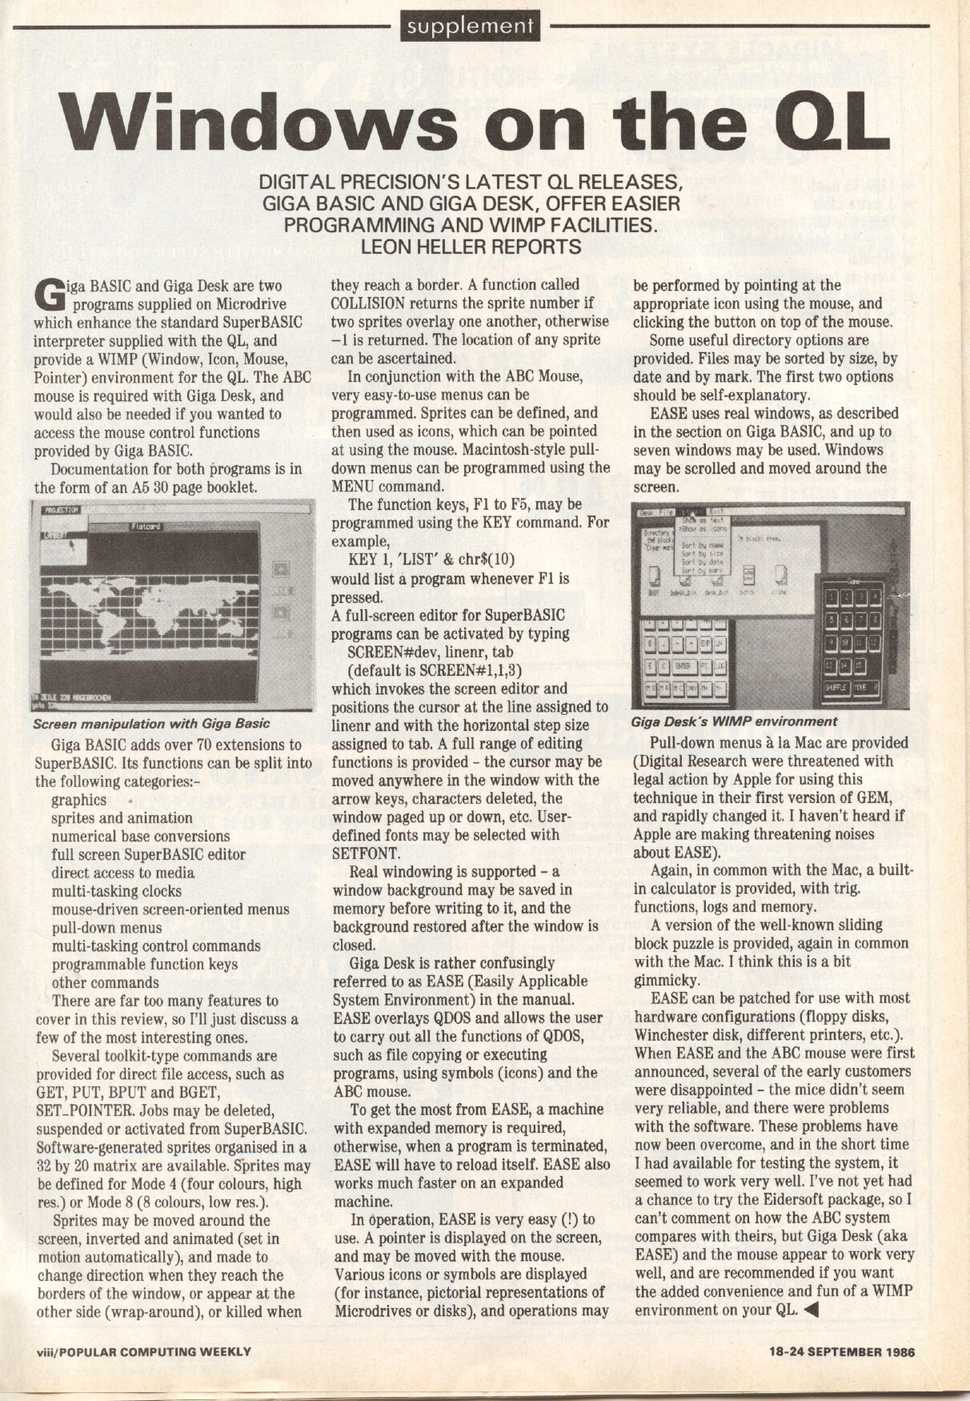 supplement
Windows on the QL
DIGITAL PRECISION'S LATEST QL RELEASES,
GIGA BASIC AND GIGA DESK, OFFER EASIER
PROGRAMMING AND WIMP FACILITIES.
LEON HELLER REPORTS
Giga BASIC and Giga Desk are two
programs supplied on Microdrive
which enhance the standard SuperBASIC
interpreter supplied with the QL, and
provide a WIMP (Window, Icon, Mouse,
Pointer) environment for the QL. The ABC
mouse is required with Giga Desk, and
would also be needed if you wanted to
access the mouse control functions
provided by Giga BASIC.
Documentation for both programs is in
the form of an A5 30 page booklet.
PROJECTION
Flatcard
LAMBERT
IN ZEILE 220 ABGEBROCHEN
Screen manipulation with Giga Basic
Giga BASIC adds over 70 extensions to
SuperBASIC. Its functions can be split into
the following categories:-
graphics
sprites and animation
numerical base conversions
full screen SuperBASIC editor
direct access to media
multi-tasking clocks
mouse-driven screen-oriented menus
pull-down menus
multi-tasking control commands
programmable function keys
other commands
There are far too many features to
cover in this review, so I'll just discuss a
few of the most interesting ones.
Several toolkit-type commands are
provided for direct file access, such as
GET, PUT, BPUT and BGET,
SET_POINTER. Jobs may be deleted,
suspended or activated from SuperBASIC.
Software-generated sprites organised in a
32 by 20 matrix are available. Sprites may
be defined for Mode 4 (four colours, high
res.) or Mode 8 (8 colours, low res.).
Sprites may be moved around the
screen, inverted and animated (set in
motion automatically), and made to
change direction when they reach the
borders of the window, or appear at the
other side (wrap-around), or killed when
they reach a border. A function called
COLLISION returns the sprite number if
two sprites overlay one another, otherwise
−1 is returned. The location of any sprite
can be ascertained.
In conjunction with the ABC Mouse,
very easy-to-use menus can be
programmed. Sprites can be defined, and
then used as icons, which can be pointed
at using the mouse. Macintosh-style pull-
down menus can be programmed using the
MENU command.
The function keys, F1 to F5, may be
programmed using the KEY command. For
example,
KEY 1, 'LIST' & chr$(10)
would list a program whenever F1 is
pressed.
A full-screen editor for SuperBASIC
programs can be activated by typing
SCREEN#dev, linenr, tab
(default is SCREEN#1,1,3)
which invokes the screen editor and
positions the cursor at the line assigned to
linenr and with the horizontal step size
assigned to tab. A full range of editing
functions is provided – the cursor may be
moved anywhere in the window with the
arrow keys, characters deleted, the
window paged up or down, etc. User-
defined fonts may be selected with
SETFONT.
Real windowing is supported – a
window background may be saved in
memory before writing to it, and the
background restored after the window is
closed.
Giga Desk is rather confusingly
referred to as EASE (Easily Applicable
System Environment) in the manual.
EASE overlays QDOS and allows the user
to carry out all the functions of QDOS,
such as file copying or executing
programs, using symbols (icons) and the
ABC mouse.
To get the most from EASE, a machine
with expanded memory is required,
otherwise, when a program is terminated,
EASE will have to reload itself. EASE also
works much faster on an expanded
machine.
In operation, EASE is very easy (!) to
use. A pointer is displayed on the screen,
and may be moved with the mouse.
Various icons or symbols are displayed
(for instance, pictorial representations of
Microdrives or disks), and operations may
be performed by pointing at the
appropriate icon using the mouse, and
clicking the button on top of the mouse.
Some useful directory options are
provided. Files may be sorted by size, by
date and by mark. The first two options
should be self-explanatory.
EASE uses real windows, as described
in the section on Giga BASIC, and up to
seven windows may be used. Windows
may be scrolled and moved around the
screen.
Desk File Exit
Show as text
Show as icons
Sort by name
Sort by size
Sort by date
Sort by mark
BOOT
ENTER
SHUFFLE
Giga Desk's WIMP environment
Pull-down menus à la Mac are provided
(Digital Research were threatened with
legal action by Apple for using this
technique in their first version of GEM,
and rapidly changed it. I haven't heard if
Apple are making threatening noises
about EASE).
Again, in common with the Mac, a built-
in calculator is provided, with trig.
functions, logs and memory.
A version of the well-known sliding
block puzzle is provided, again in common
with the Mac. I think this is a bit
gimmicky.
EASE can be patched for use with most
hardware configurations (floppy disks,
Winchester disk, different printers, etc.).
When EASE and the ABC mouse were first
announced, several of the early customers
were disappointed – the mice didn't seem
very reliable, and there were problems
with the software. These problems have
now been overcome, and in the short time
I had available for testing the system, it
seemed to work very well. I've not yet had
a chance to try the Eidersoft package, so I
can't comment on how the ABC system
compares with theirs, but Giga Desk (aka
EASE) and the mouse appear to work very
well, and are recommended if you want
the added convenience and fun of a WIMP
environment on your QL.
viii/POPULAR COMPUTING WEEKLY
18-24 SEPTEMBER 1986